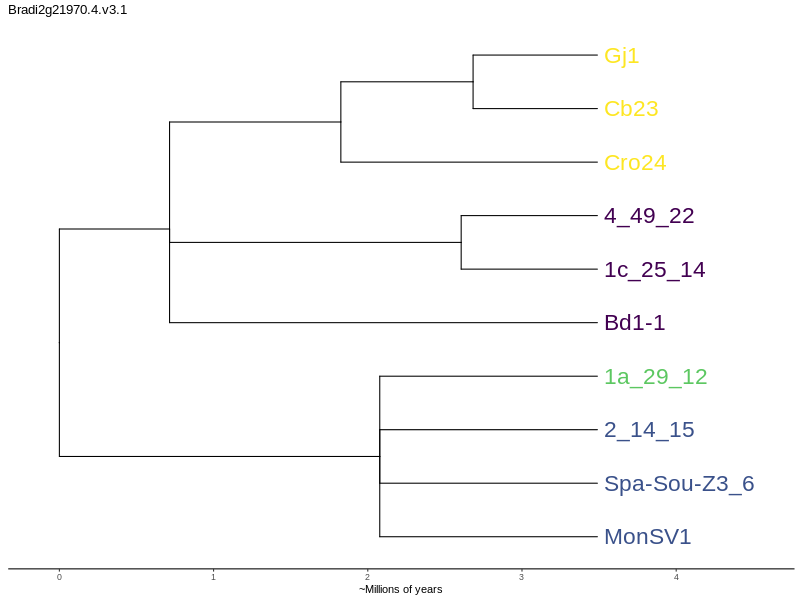 Bradi2g21970.4.v3.1
Gj1
Cb23
Cro24
4_49_22
1c_25_14
Bd1-1
1a_29_12
2_14_15
Spa-Sou-Z3_6
MonSV1
0 1 2 3 4
~Millions of years